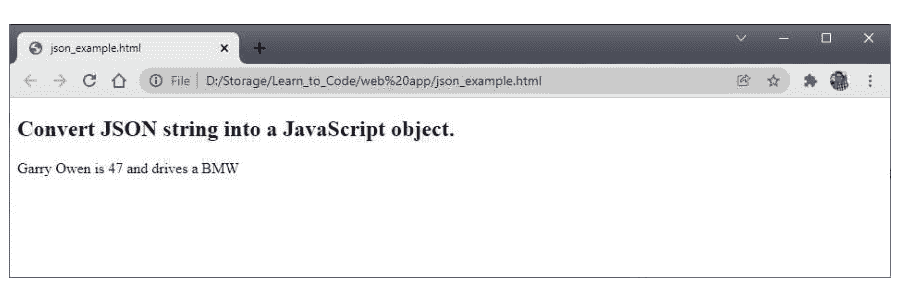 json_example.html
File | D:/Storage/Learn_to_Code/web%20app/json_example.html
Convert JSON string into a JavaScript object.
Garry Owen is 47 and drives a BMW